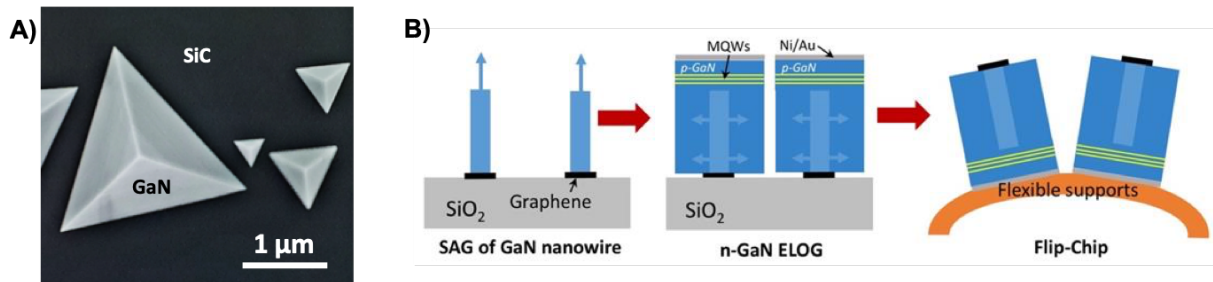 A)
SiC
GaN
1 µm
B)
MQWs
Ni/Au
p-GaN
p-GaN
SiO₂
Graphene
SiO₂
Flexible supports
SAG of GaN nanowire
n-GaN ELOG
Flip-Chip